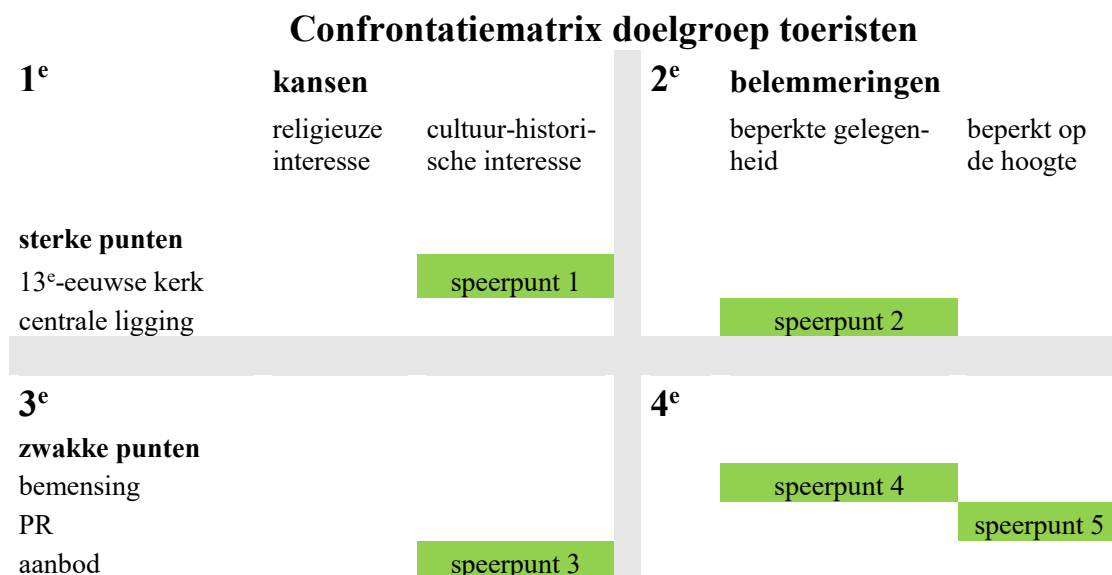 Confrontatiematrix doelgroep toeristen
1e kansen 2e belemmeringen
religieuze cultuur-histori- beperkte gelegen- beperkt op
interesse sche interesse heid de hoogte
sterke punten
13e-eeuwse kerk speerpunt 1
centrale ligging speerpunt 2
3e 4e
zwakke punten
bemensing speerpunt 4
PR speerpunt 5
aanbod speerpunt 3